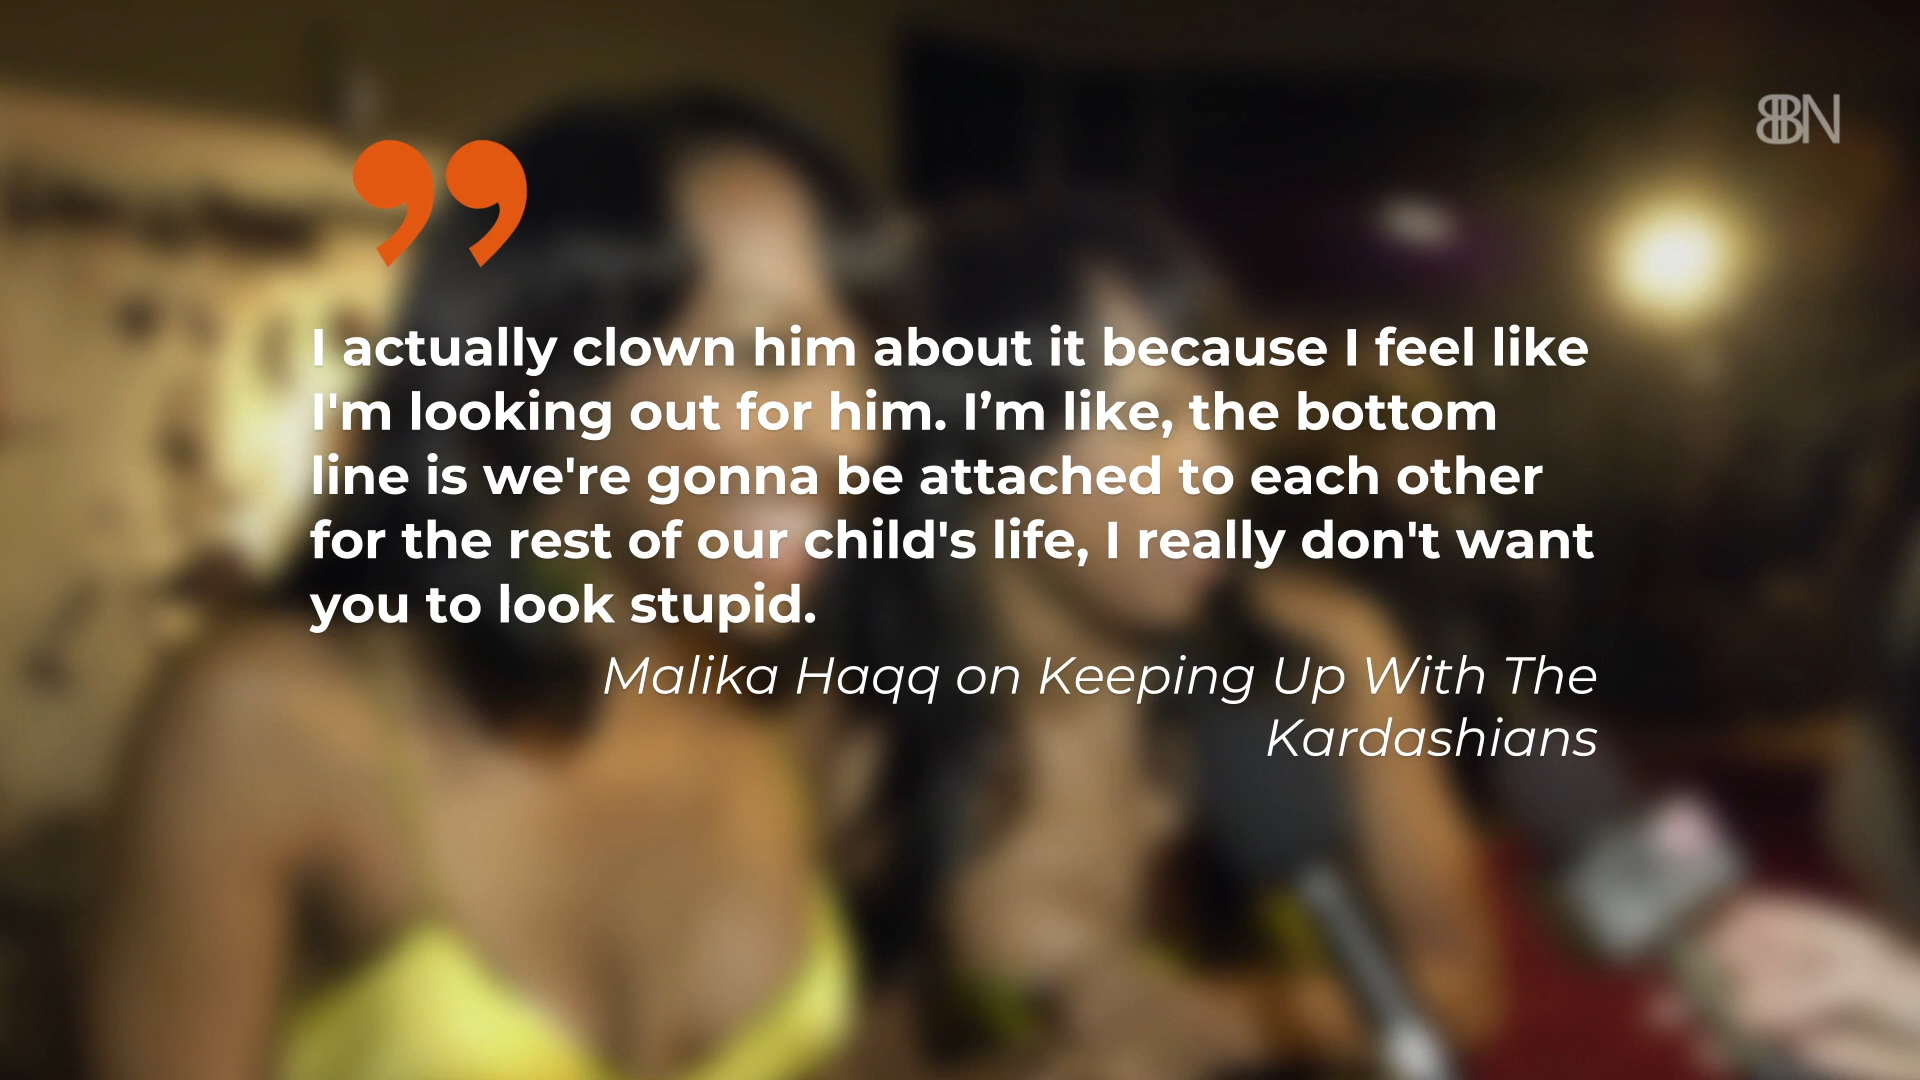 BBN
”
I actually clown him about it because I feel like
I'm looking out for him. I’m like, the bottom
line is we're gonna be attached to each other
for the rest of our child's life, I really don't want
you to look stupid.
Malika Haqq on Keeping Up With The
Kardashians